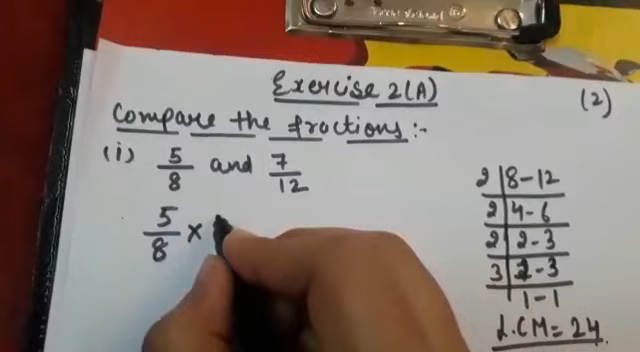 Exercise 2(A)
(2)
Compare the fractions:-
(i) 5/8 and 7/12
5/8 ×
2 | 8-12
2 | 4-6
2 | 2-3
3 | 1-3
1-1
L.CM = 24